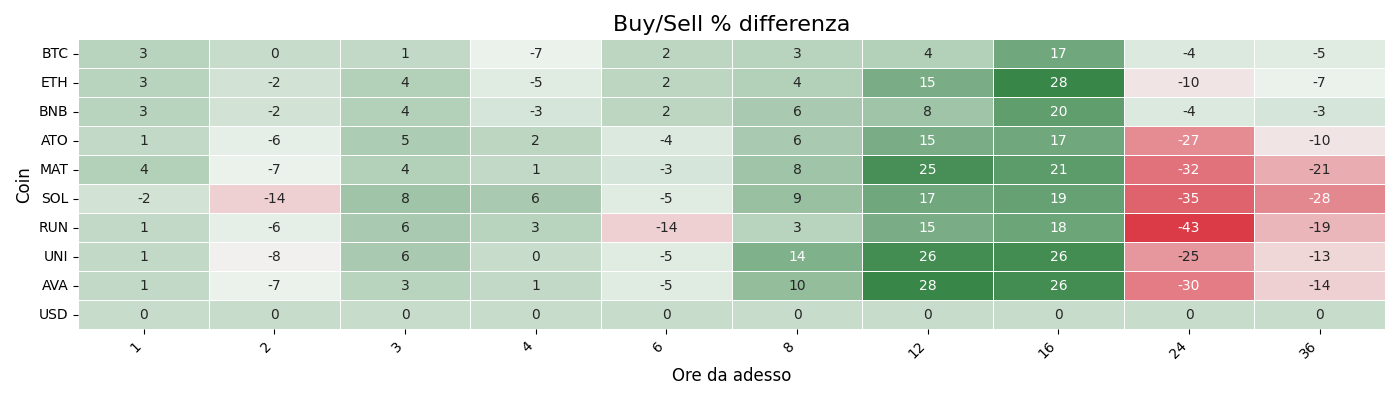 Buy/Sell % differenza
Coin
BTC 3 0 1 -7 2 3 4 17 -4 -5
ETH 3 -2 4 -5 2 4 15 28 -10 -7
BNB 3 -2 4 -3 2 6 8 20 -4 -3
ATO 1 -6 5 2 -4 6 15 17 -27 -10
MAT 4 -7 4 1 -3 8 25 21 -32 -21
SOL -2 -14 8 6 -5 9 17 19 -35 -28
RUN 1 -6 6 3 -14 3 15 18 -43 -19
UNI 1 -8 6 0 -5 14 26 26 -25 -13
AVA 1 -7 3 1 -5 10 28 26 -30 -14
USD 0 0 0 0 0 0 0 0 0 0
1 2 3 4 6 8 12 16 24 36
Ore da adesso